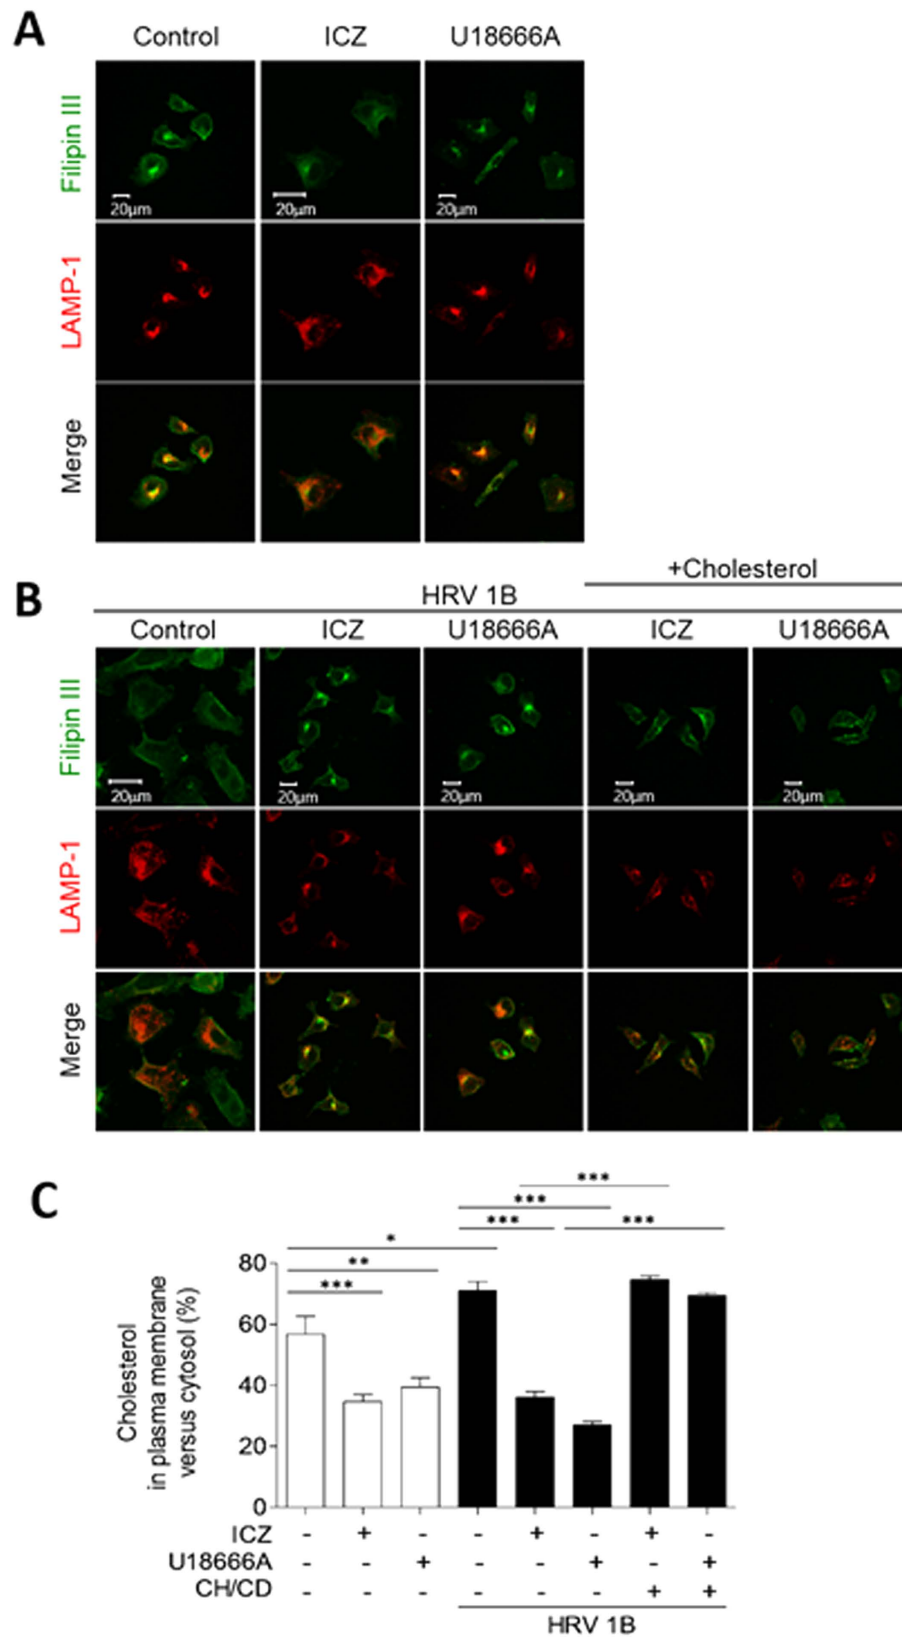 A
Control ICZ U18666A
Filipin III
20µm 20µm 20µm
LAMP-1
Merge
B
+Cholesterol
HRV 1B
Control ICZ U18666A ICZ U18666A
Filipin III
20µm 20µm 20µm 20µm 20µm
LAMP-1
Merge
C
***
***
*** ***
*
**
***
Cholesterol
in plasma membrane
versus cytosol (%)
80
60
40
20
0
ICZ - + - - + - + -
U18666A - - + - - + - +
CH/CD - - - - - - + +
HRV 1B